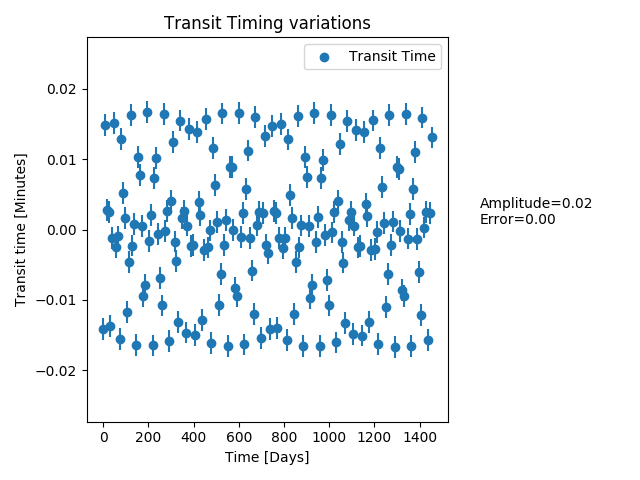 Transit Timing variations
Transit Time
0.02
0.01
0.00
−0.01
−0.02
Transit time [Minutes]
0 200 400 600 800 1000 1200 1400
Time [Days]
Amplitude=0.02
Error=0.00